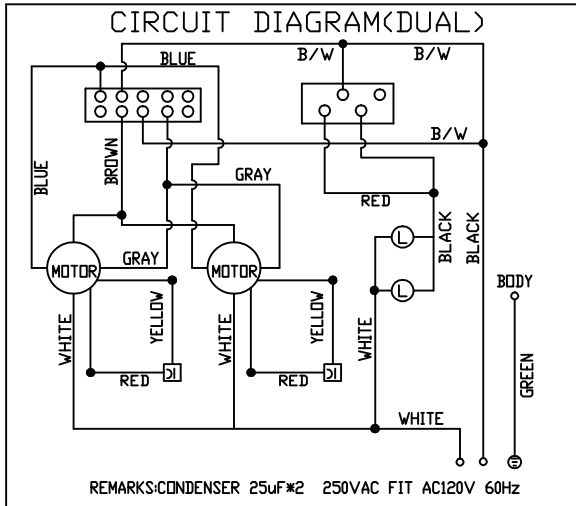 CIRCUIT DIAGRAM(DUAL)
BLUE
B/W
B/W
B/W
BLUE
BROWN
GRAY
RED
GRAY
BLACK
BLACK
MOTOR
MOTOR
L
L
BODY
WHITE
YELLOW
WHITE
YELLOW
WHITE
GREEN
RED
RED
WHITE
REMARKS:CONDENSER 25uF*2 250VAC FIT AC120V 60Hz